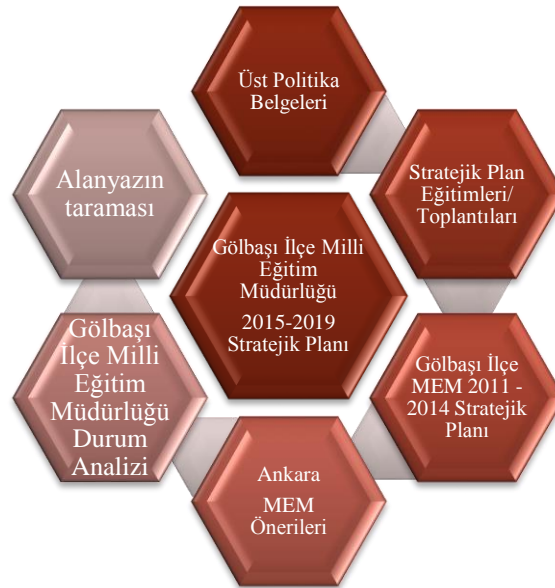 Üst Politika
Belgeleri
Stratejik Plan
Eğitimleri/
Toplantıları
Gölbaşı İlçe
MEM 2011 -
2014 Stratejik
Planı
Ankara
MEM
Önerileri
Gölbaşı
İlçe Milli
Eğitim
Müdürlüğü
Durum
Analizi
Alanyazın
taraması
Gölbaşı İlçe Milli
Eğitim
Müdürlüğü
2015-2019
Stratejik Planı